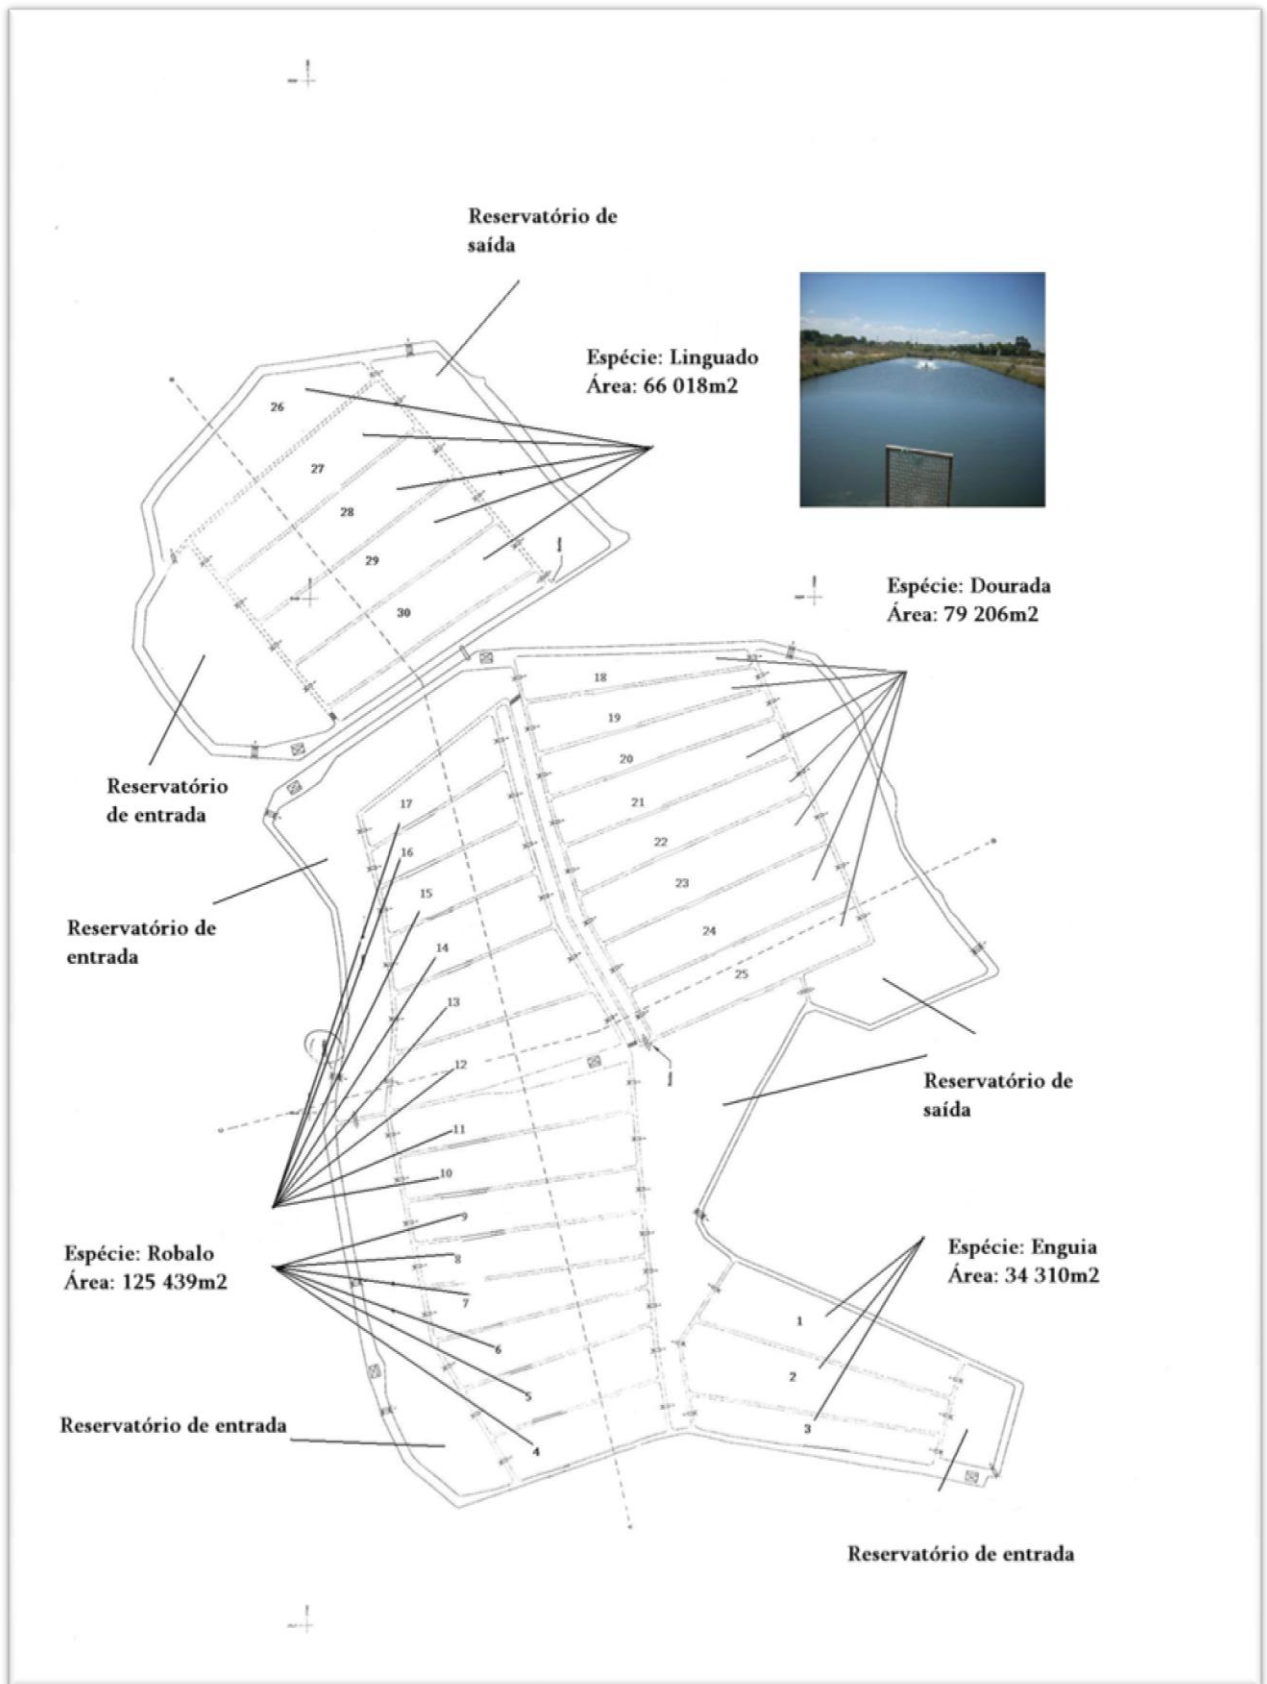 Reservatório de
saída
Espécie: Linguado
Área: 66 018m2
26
27
28
29
30
Espécie: Dourada
Área: 79 206m2
18
19
20
21
22
23
24
25
Reservatório
de entrada
17
16
15
14
13
12
11
10
9
8
7
6
5
4
Reservatório de
entrada
Reservatório de
saída
Espécie: Robalo
Área: 125 439m2
Espécie: Enguia
Área: 34 310m2
1
2
3
Reservatório de entrada
Reservatório de entrada